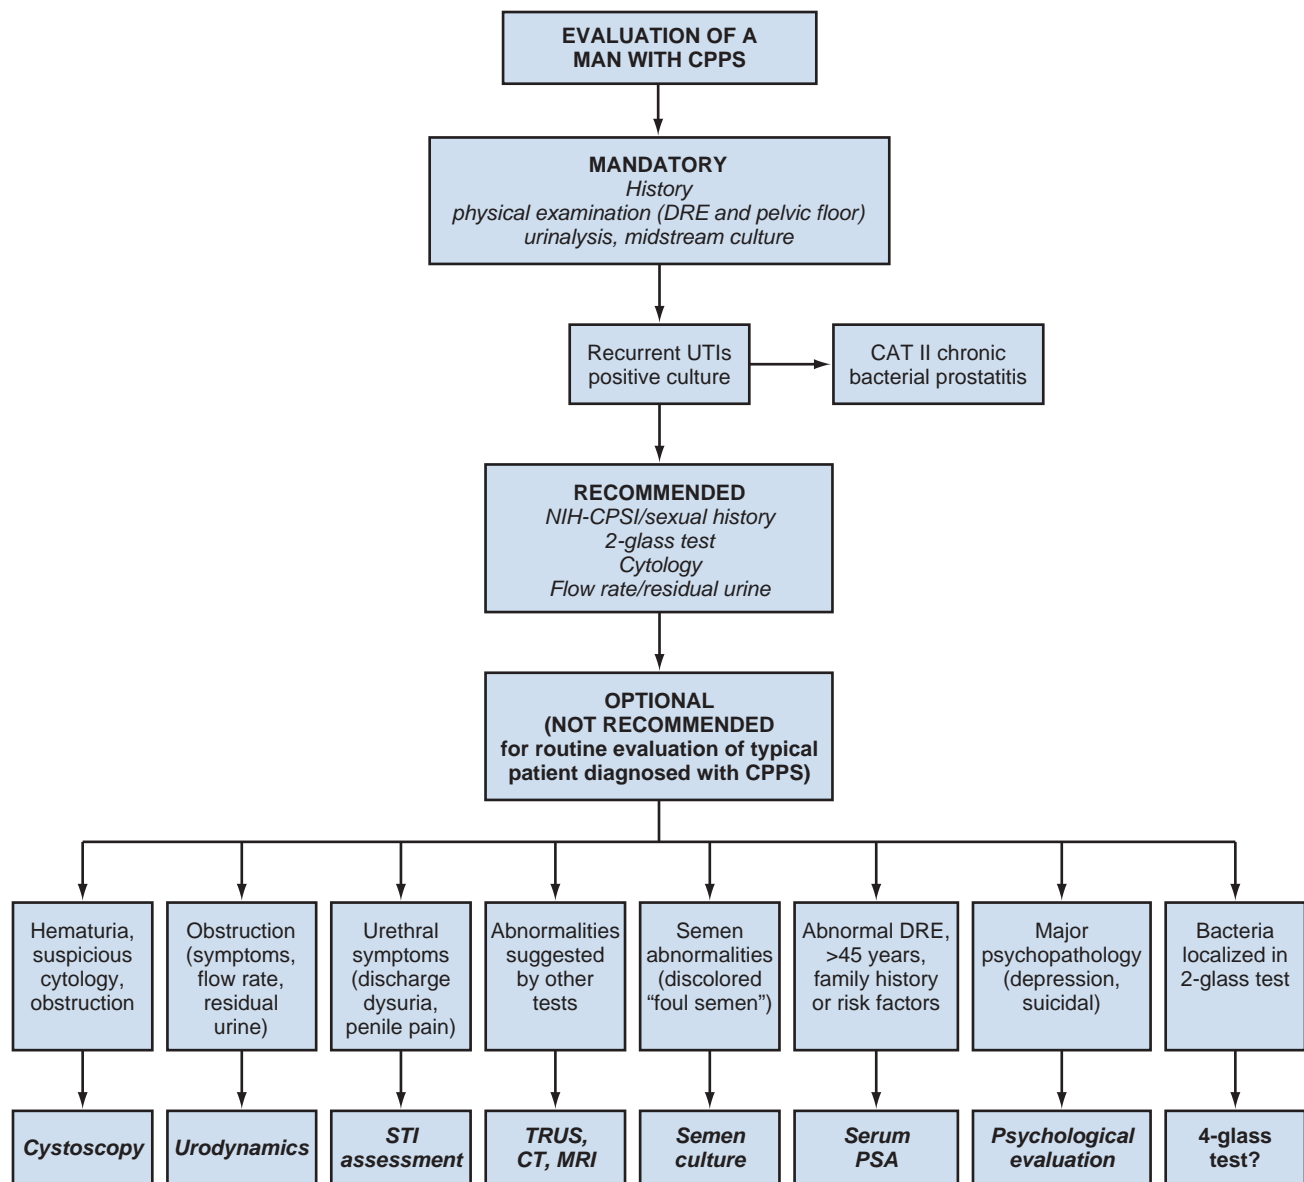 EVALUATION OF A
MAN WITH CPPS
MANDATORY
History
physical examination (DRE and pelvic floor)
urinalysis, midstream culture
Recurrent UTIs
positive culture
CAT II chronic
bacterial prostatitis
RECOMMENDED
NIH-CPSI/sexual history
2-glass test
Cytology
Flow rate/residual urine
OPTIONAL
(NOT RECOMMENDED
for routine evaluation of typical
patient diagnosed with CPPS)
Hematuria,
suspicious
cytology,
obstruction
Obstruction
(symptoms,
flow rate,
residual
urine)
Urethral
symptoms
(discharge
dysuria,
penile pain)
Abnormalities
suggested
by other
tests
Semen
abnormalities
(discolored
“foul semen”)
Abnormal DRE,
>45 years,
family history
or risk factors
Major
psychopathology
(depression,
suicidal)
Bacteria
localized in
2-glass test
Cystoscopy
Urodynamics
STI
assessment
TRUS,
CT, MRI
Semen
culture
Serum
PSA
Psychological
evaluation
4-glass
test?